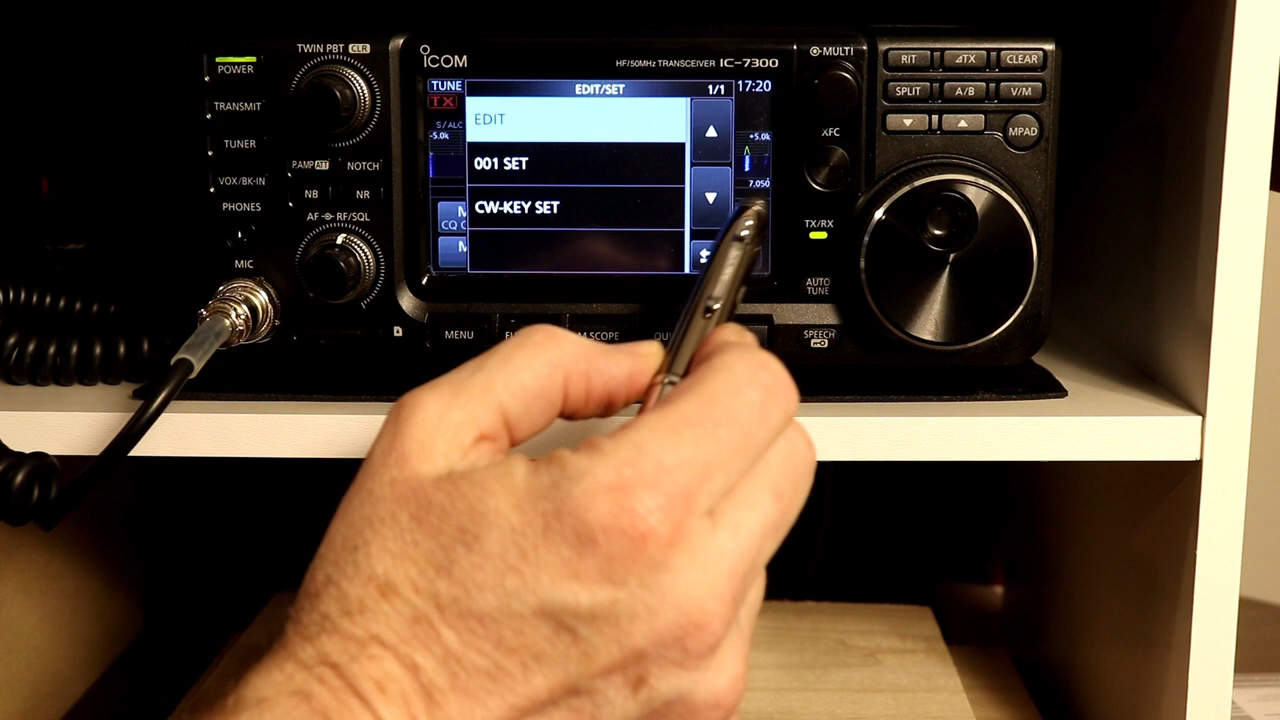 TWIN PBT CLR
POWER
TRANSMIT
TUNER
VOX/BK-IN
PHONES
MIC
P.AMP ATT
NOTCH
NB
NR
AF RF/SQL
ICOM
HF/50MHz TRANSCEIVER IC-7300
TUNE
TX
S/ALC
-5.0k
EDIT/SET
1/1
17:20
EDIT
001 SET
CW-KEY SET
▲
▼
+5.0k
7.050
M
CQ
M
MENU
M.SCOPE
MULTI
XFC
TX/RX
AUTO
TUNE
SPEECH
RIT
⊿TX
CLEAR
SPLIT
A/B
V/M
▼
▲
MPAD